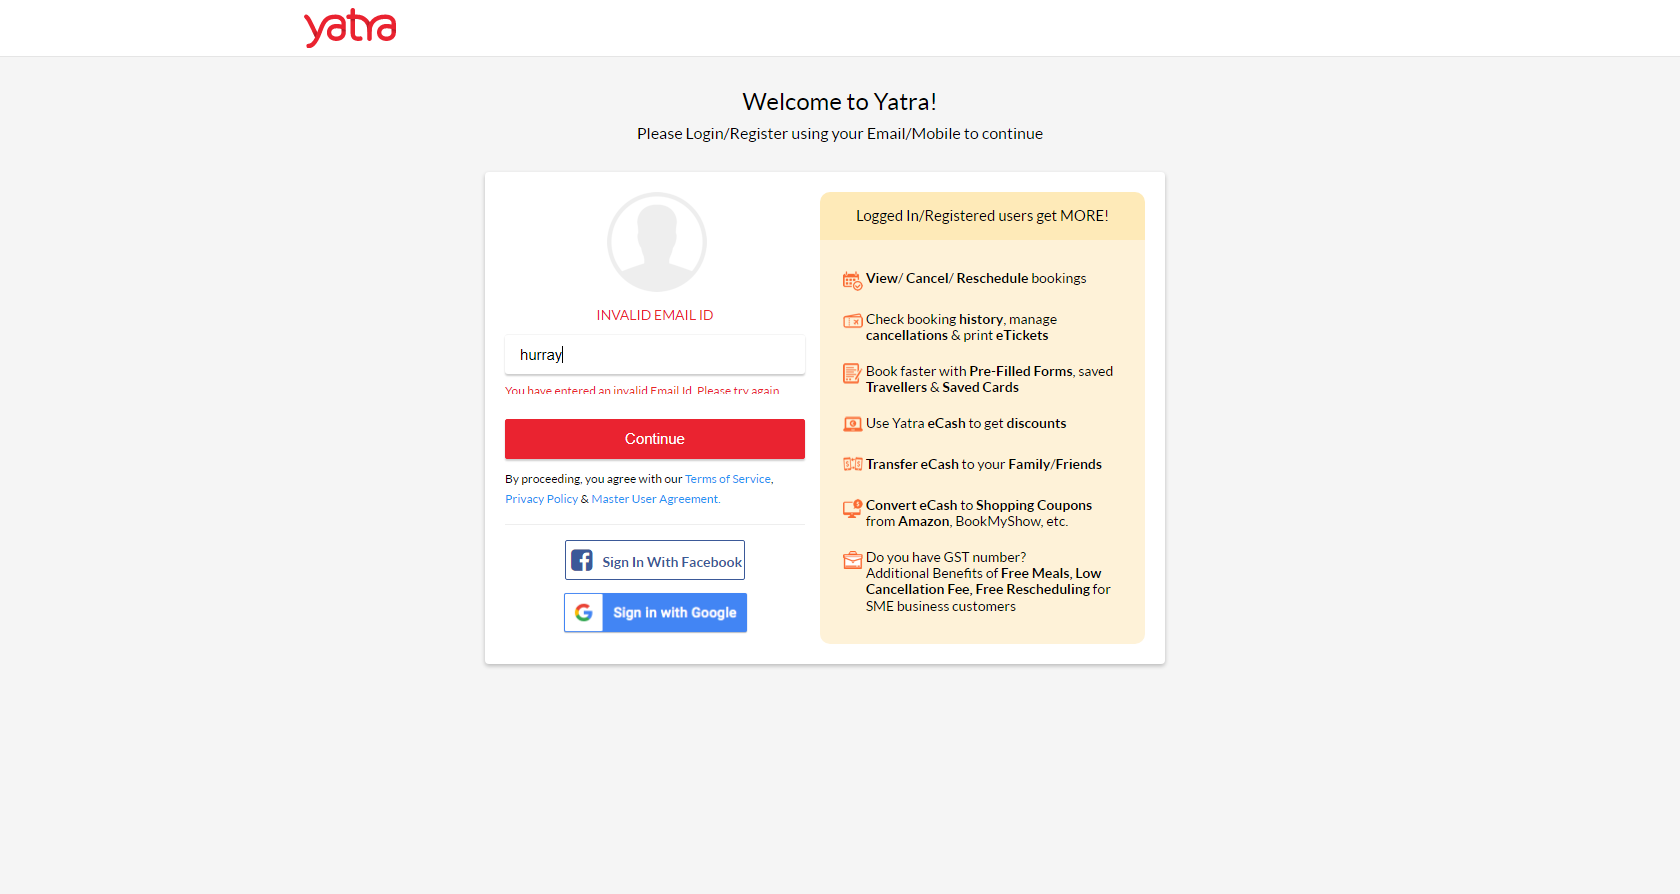 yatra
Welcome to Yatra!
Please Login/Register using your Email/Mobile to continue
INVALID EMAIL ID
hurray
You have entered an invalid Email Id. Please try again
Continue
By proceeding, you agree with our Terms of Service,
Privacy Policy & Master User Agreement.
Sign In With Facebook
Sign in with Google
Logged In/Registered users get MORE!
View/ Cancel/ Reschedule bookings
Check booking history, manage
cancellations & print eTickets
Book faster with Pre-Filled Forms, saved
Travellers & Saved Cards
Use Yatra eCash to get discounts
Transfer eCash to your Family/Friends
Convert eCash to Shopping Coupons
from Amazon, BookMyShow, etc.
Do you have GST number?
Additional Benefits of Free Meals, Low
Cancellation Fee, Free Rescheduling for
SME business customers